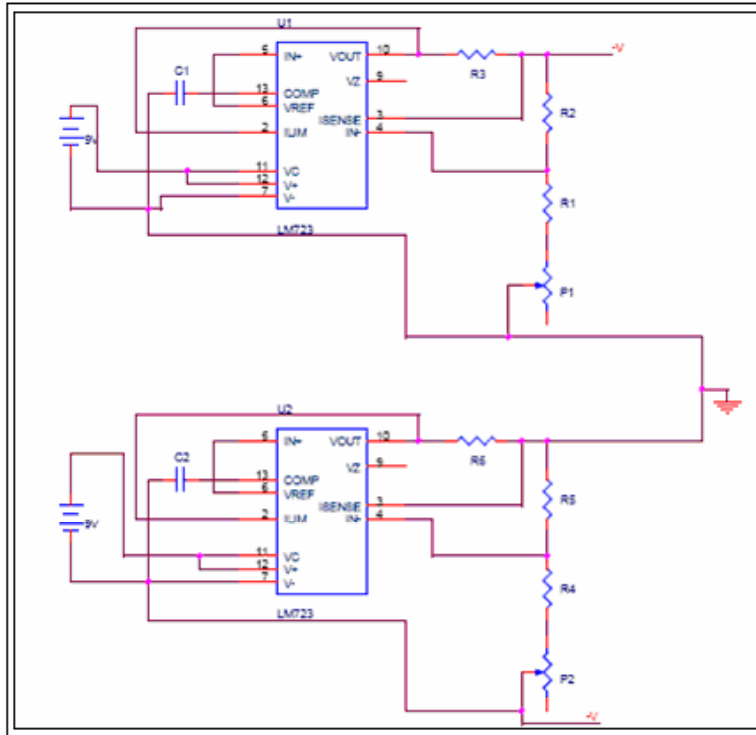 U1
5 IN+ VOUT 10 R3 -V
C1 VZ 9
13 COMP
6 VREF R2
ISENSE 3
2 ILIM IN- 4
9V
11 VC
12 V+
7 V- R1
LM723
P1
U2
5 IN+ VOUT 10 R6
C2 VZ 9
13 COMP
6 VREF R5
ISENSE 3
9V 2 ILIM IN- 4
11 VC
12 V+
7 V- R4
LM723
P2
-V